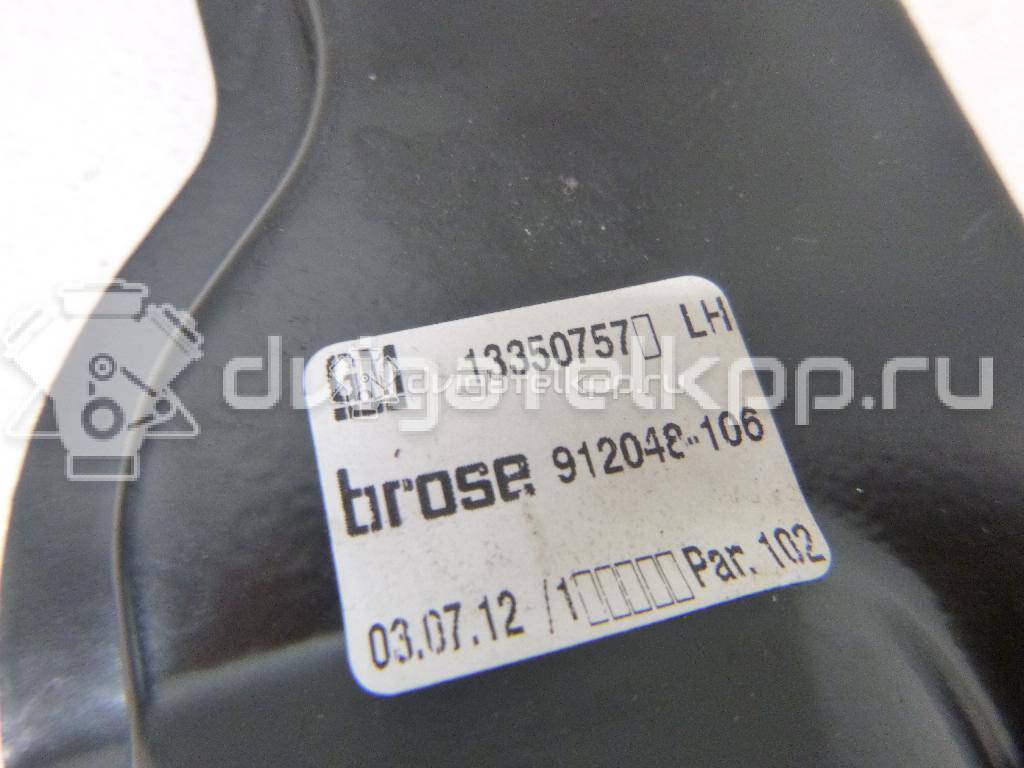 GM 13350757▯ LH
brose 912048-106
03.07.12 /1▯▯▯▯▯Par. 102
dvigatelkpp.ru
dvigatelkpp.ru